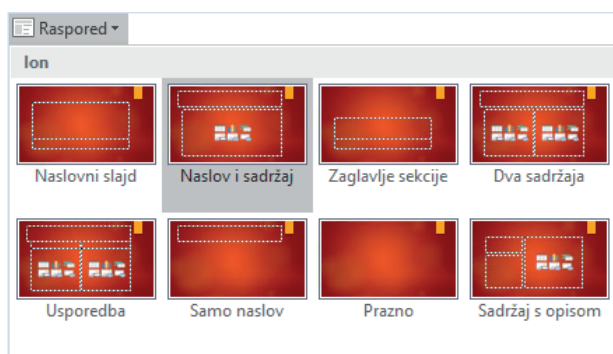 Raspored
Ion
Naslovni slajd
Naslov i sadržaj
Zaglavlje sekcije
Dva sadržaja
Usporedba
Samo naslov
Prazno
Sadržaj s opisom